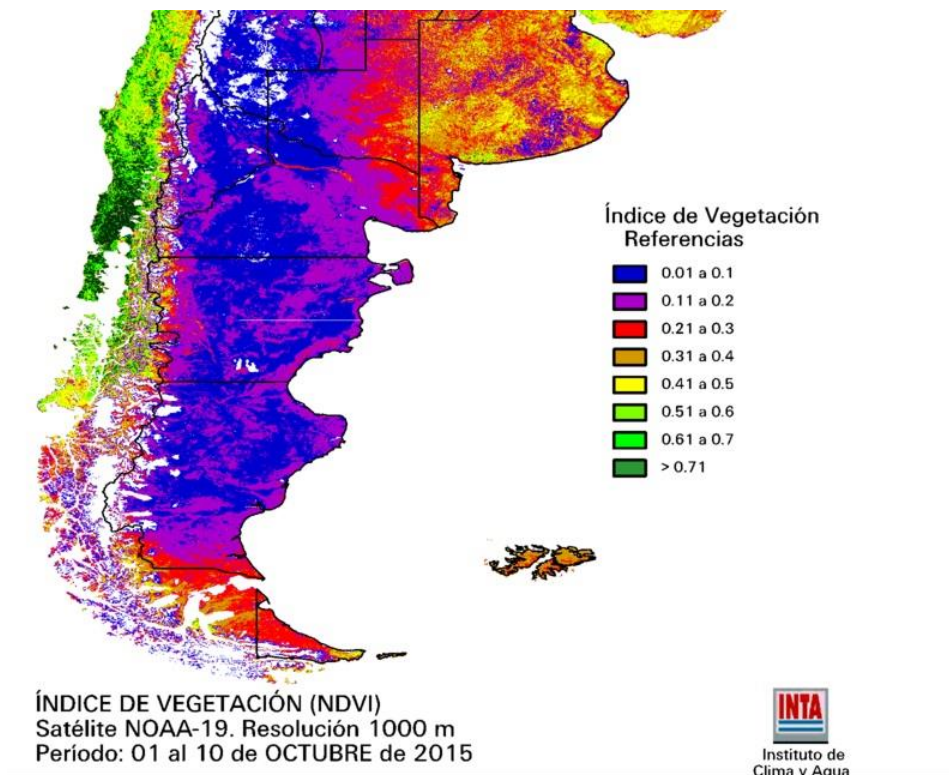 Índice de Vegetación
Referencias
0.01 a 0.1
0.11 a 0.2
0.21 a 0.3
0.31 a 0.4
0.41 a 0.5
0.51 a 0.6
0.61 a 0.7
> 0.71
ÍNDICE DE VEGETACIÓN (NDVI)
Satélite NOAA-19. Resolución 1000 m
Período: 01 al 10 de OCTUBRE de 2015
INTA
Instituto de
Clima y Agua